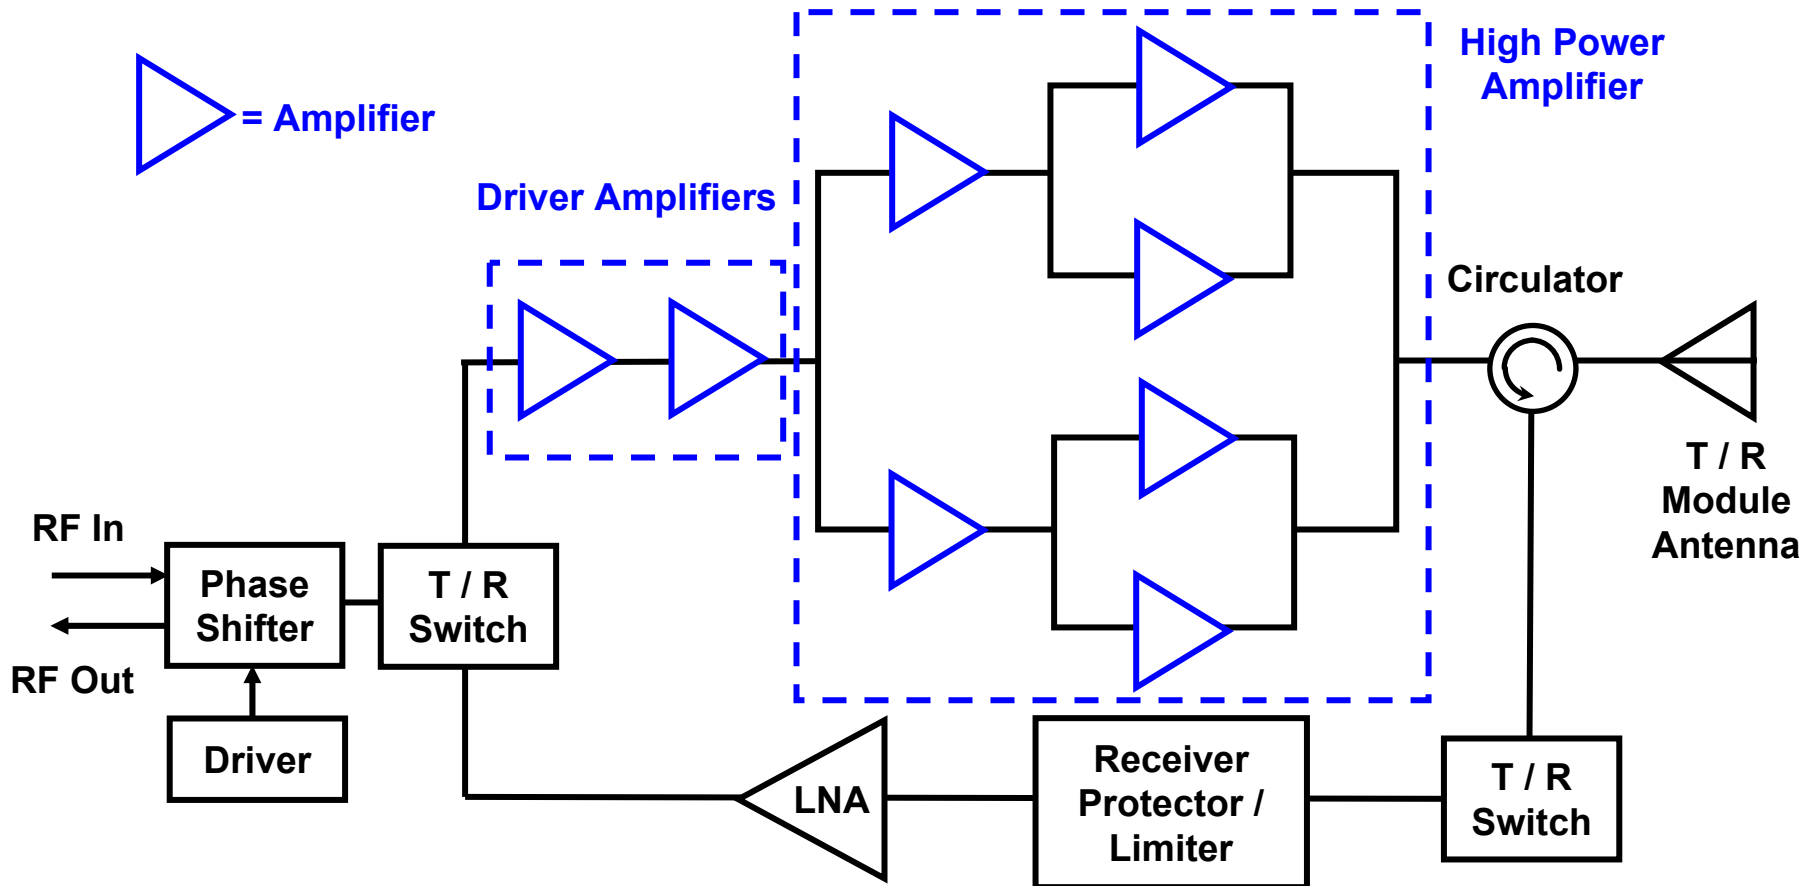 High Power
Amplifier
= Amplifier
Driver Amplifiers
Circulator
T / R
Module
Antenna
RF In
Phase
Shifter
T / R
Switch
RF Out
Driver
LNA
Receiver
Protector /
Limiter
T / R
Switch